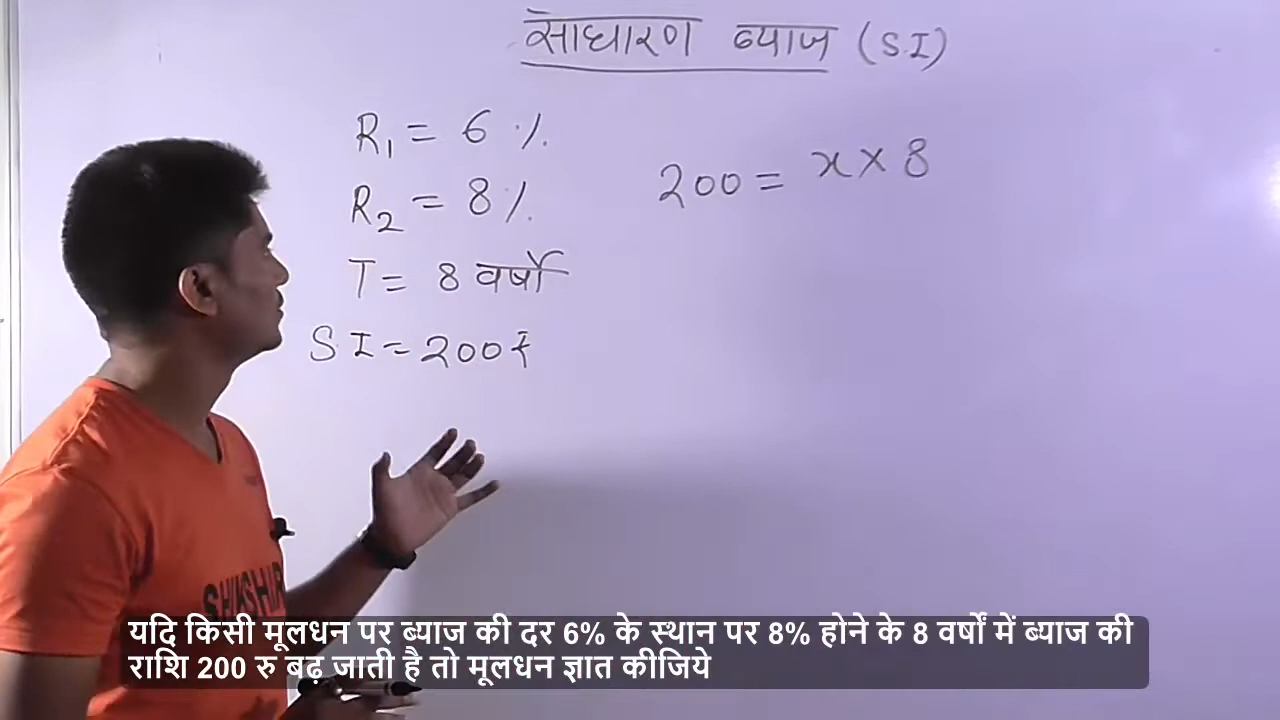 साधारण ब्याज (S.I)
R₁ = 6 %
R₂ = 8 %
T = 8 वर्षो
S.I = 200 ₹
200 = x × 8
यदि किसी मूलधन पर ब्याज की दर 6% के स्थान पर 8% होने के 8 वर्षों में ब्याज की
राशि 200 रु बढ़ जाती है तो मूलधन ज्ञात कीजिये